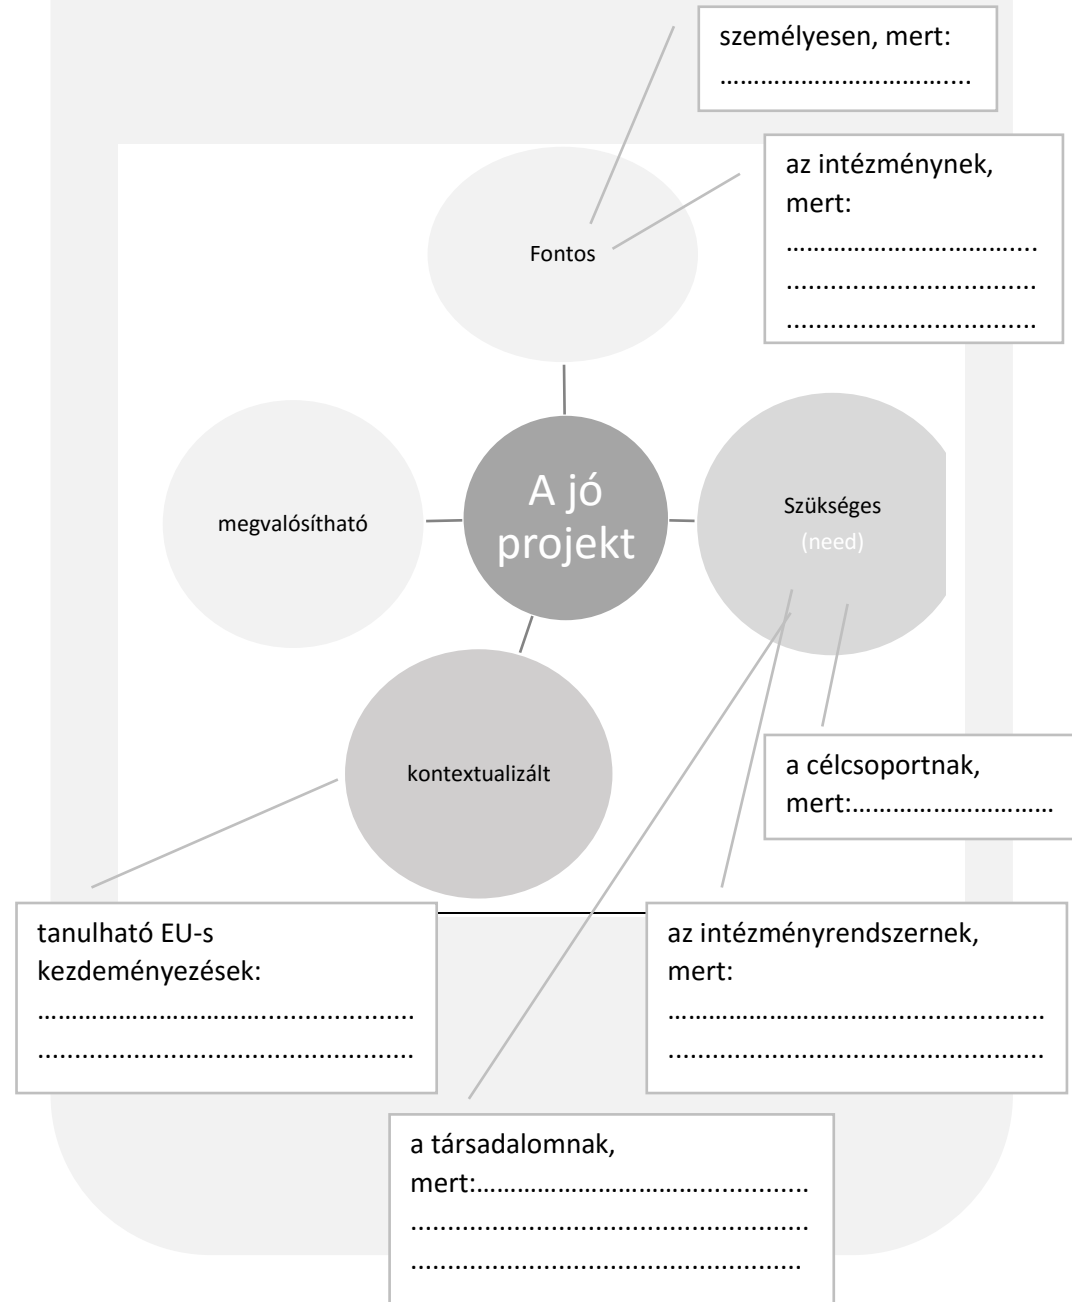 személyesen, mert:
…………………………….…
az intézménynek,
mert:
……………………………….…
..................................
..................................
Fontos
megvalósítható
A jó
projekt
Szükséges
(need)
kontextualizált
a célcsoportnak,
mert:…………………………
tanulható EU-s
kezdeményezések:
…………………………….....................
...................................................
az intézményrendszernek,
mert:
…………………………….....................
...................................................
a társadalomnak,
mert:…………………………….............
......................................................
.....................................................